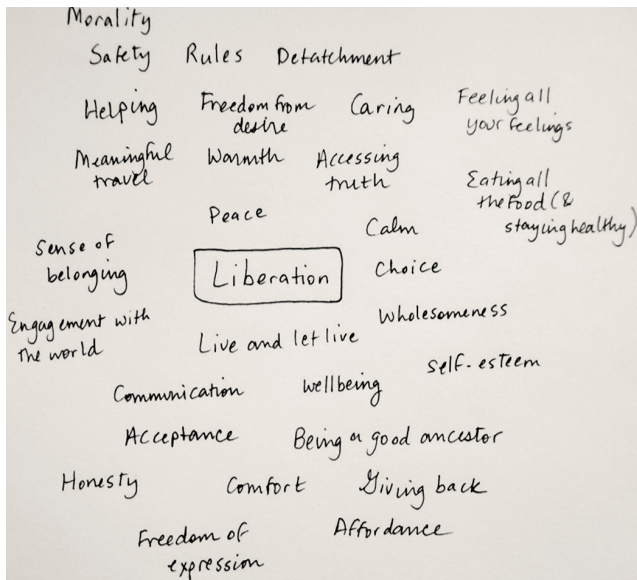 Morality
Safety Rules Detatchment
Helping Freedom from desire Caring Feeling all your feelings
Meaningful travel Warmth Accessing truth Eating all the food (& staying healthy)
Peace Calm
Sense of belonging Liberation Choice
Engagement with the world Live and let live Wholesomeness
Communication wellbeing self-esteem
Acceptance Being a good ancestor
Honesty Comfort Giving back
Freedom of expression Affordance